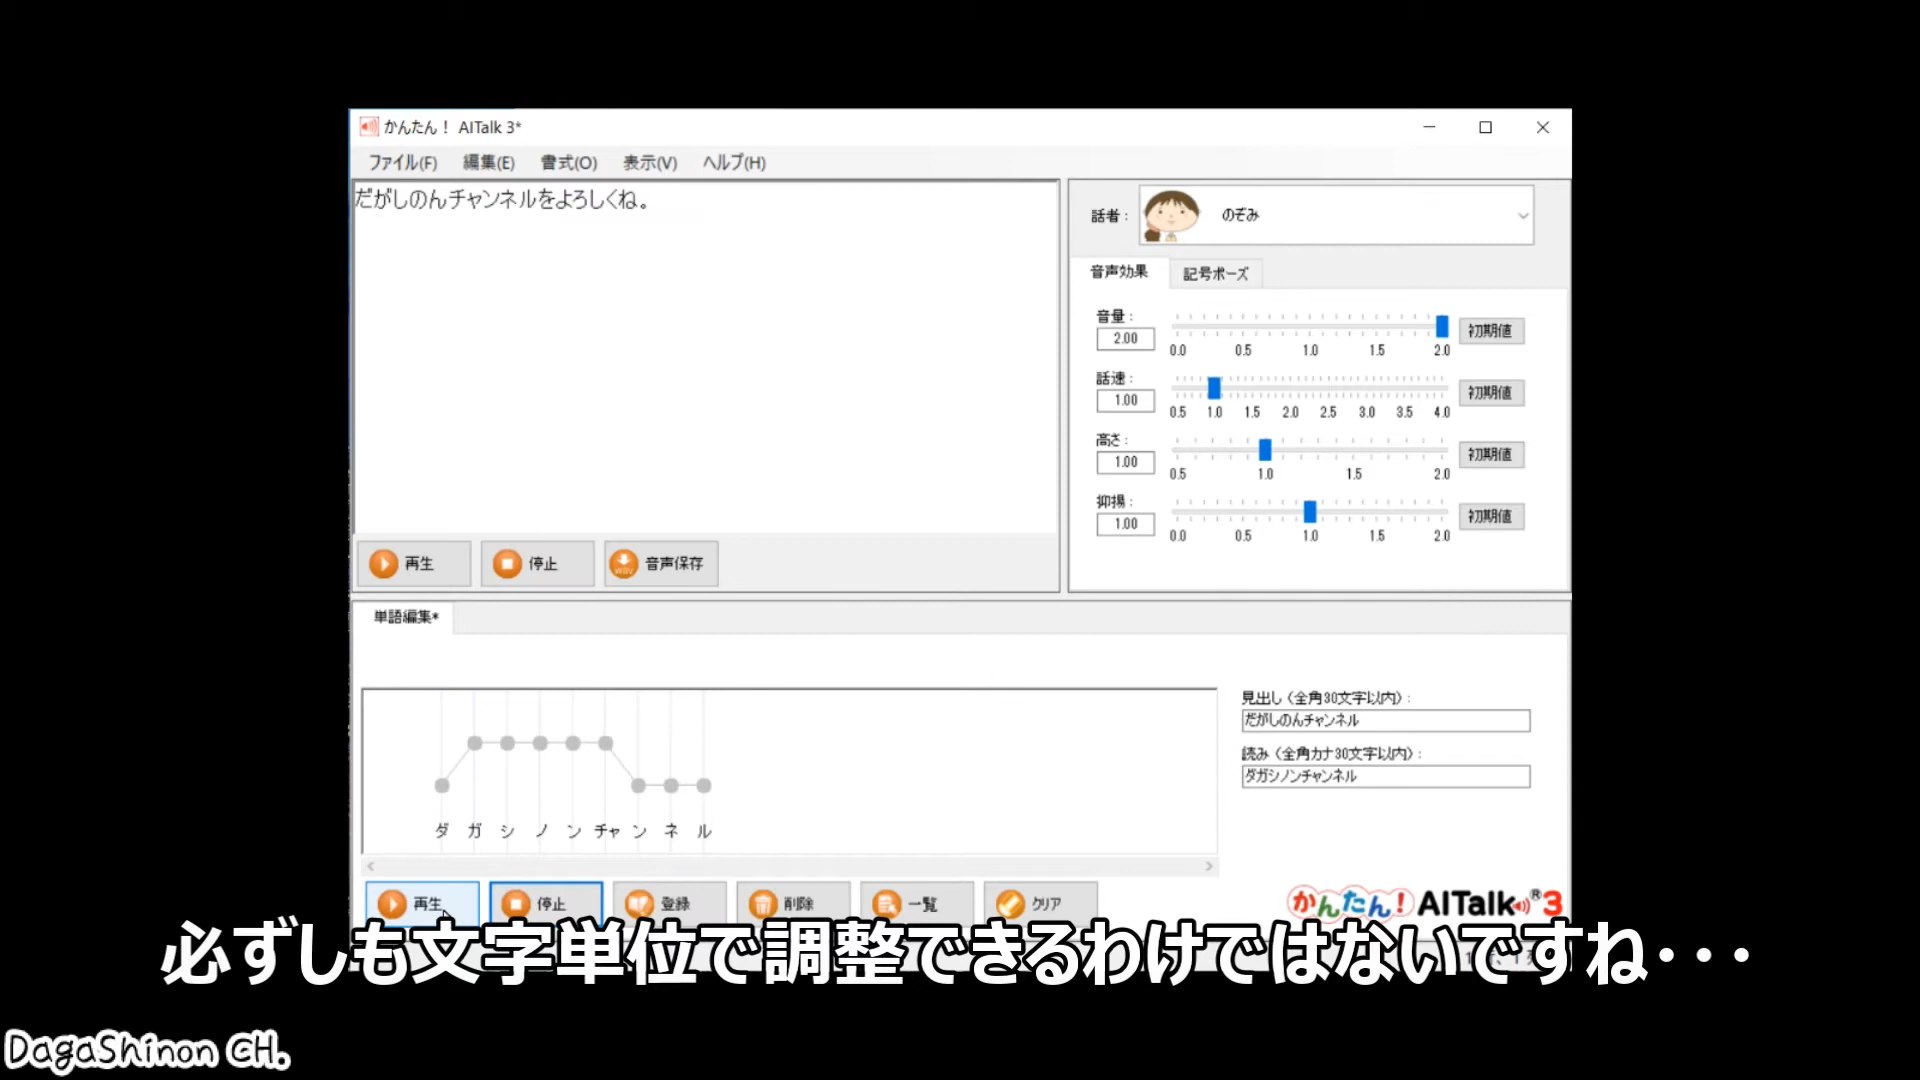 かんたん！ AITalk 3*
ファイル(F) 編集(E) 書式(O) 表示(V) ヘルプ(H)
だがしのんチャンネルをよろしくね。
話者：
のぞみ
音声効果 記号ポーズ
音量：
2.00
0.0 0.5 1.0 1.5 2.0
初期値
話速：
1.00
0.5 1.0 1.5 2.0 2.5 3.0 3.5 4.0
初期値
高さ：
1.00
0.5 1.0 1.5 2.0
初期値
抑揚：
1.00
0.0 0.5 1.0 1.5 2.0
初期値
再生 停止 音声保存
単語編集*
見出し（全角30文字以内）：
だがしのんチャンネル
読み（全角カナ30文字以内）：
ダガシノンチャンネル
ダ ガ シ ノ ン チャ ン ネ ル
再生 停止 登録 削除 一覧 クリア
かんたん！ AITalk®3
必ずしも文字単位で調整できるわけではないですね・・・
DagaShinon CH.